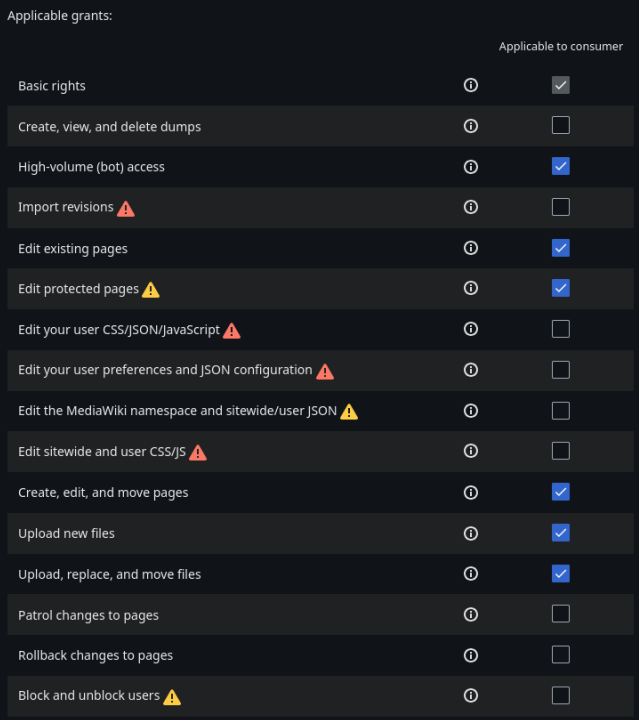 Applicable grants:
Applicable to consumer
Basic rights
Create, view, and delete dumps
High-volume (bot) access
Import revisions
Edit existing pages
Edit protected pages
Edit your user CSS/JSON/JavaScript
Edit your user preferences and JSON configuration
Edit the MediaWiki namespace and sitewide/user JSON
Edit sitewide and user CSS/JS
Create, edit, and move pages
Upload new files
Upload, replace, and move files
Patrol changes to pages
Rollback changes to pages
Block and unblock users